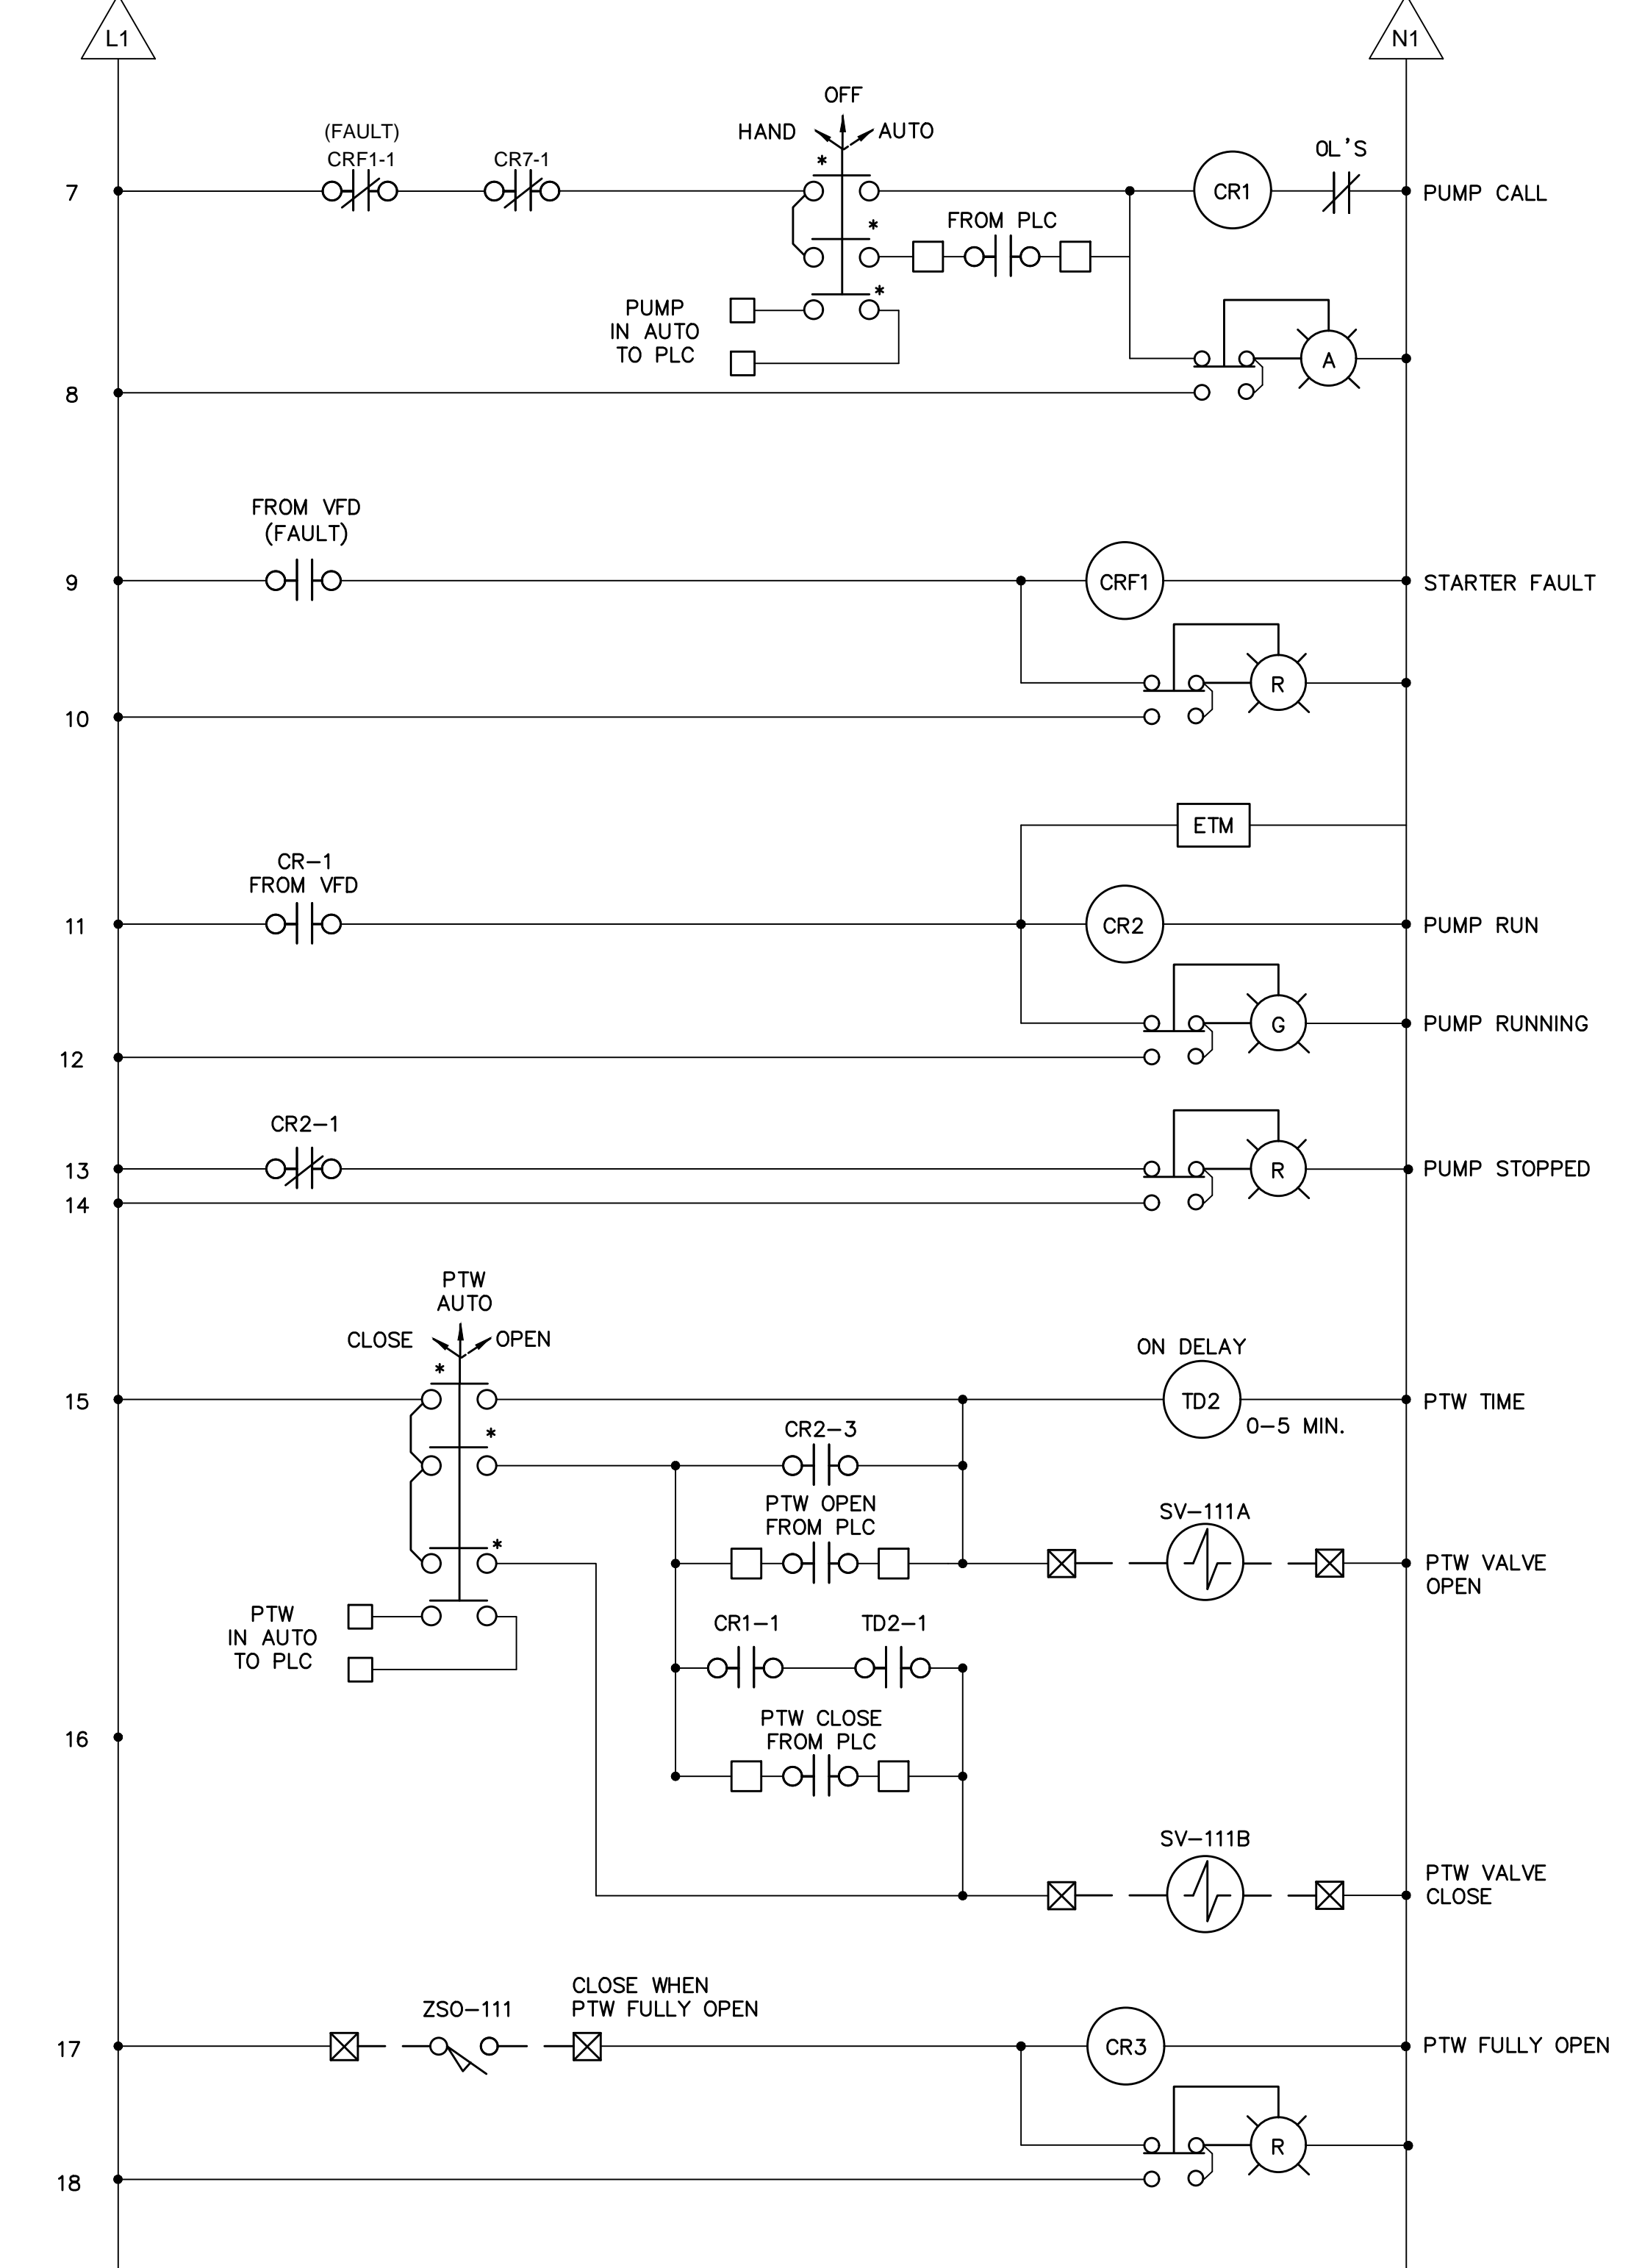 L1
N1
OFF
HAND
AUTO
*
(FAULT)
CRF1-1
CR7-1
OL'S
7
CR1
PUMP CALL
*
FROM PLC
*
PUMP
IN AUTO
TO PLC
A
8
FROM VFD
(FAULT)
9
CRF1
STARTER FAULT
R
10
ETM
CR-1
FROM VFD
11
CR2
PUMP RUN
G
PUMP RUNNING
12
CR2-1
13
R
PUMP STOPPED
14
PTW
AUTO
CLOSE
OPEN
*
ON DELAY
15
TD2
PTW TIME
0-5 MIN.
*
CR2-3
PTW OPEN
FROM PLC
SV-111A
*
PTW VALVE
OPEN
PTW
IN AUTO
TO PLC
CR1-1
TD2-1
16
PTW CLOSE
FROM PLC
SV-111B
PTW VALVE
CLOSE
ZSO-111
CLOSE WHEN
PTW FULLY OPEN
17
CR3
PTW FULLY OPEN
R
18